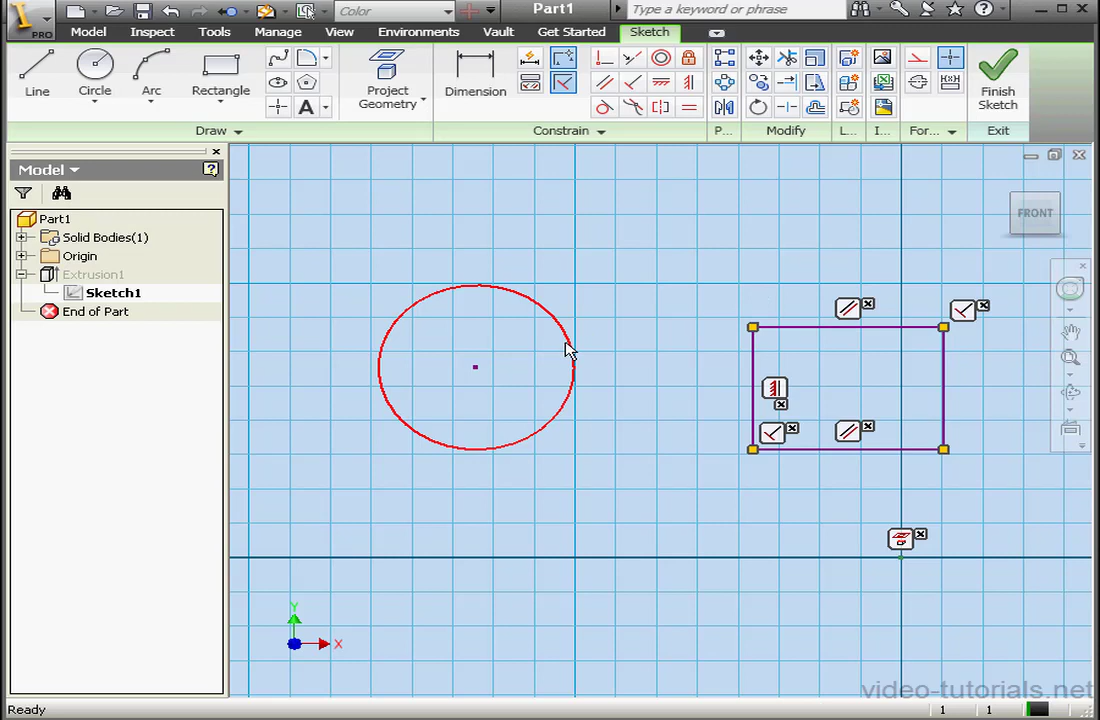 PRO
Color
Part1
Type a keyword or phrase
Model
Inspect
Tools
Manage
View
Environments
Vault
Get Started
Sketch
Line
Circle
Arc
Rectangle
A
Project
Geometry
Dimension
Finish
Sketch
Draw
Constrain
P...
Modify
L...
I...
For...
Exit
Model
Part1
Solid Bodies(1)
Origin
Extrusion1
Sketch1
End of Part
FRONT
Y
X
video-tutorials.net
Ready
1
1